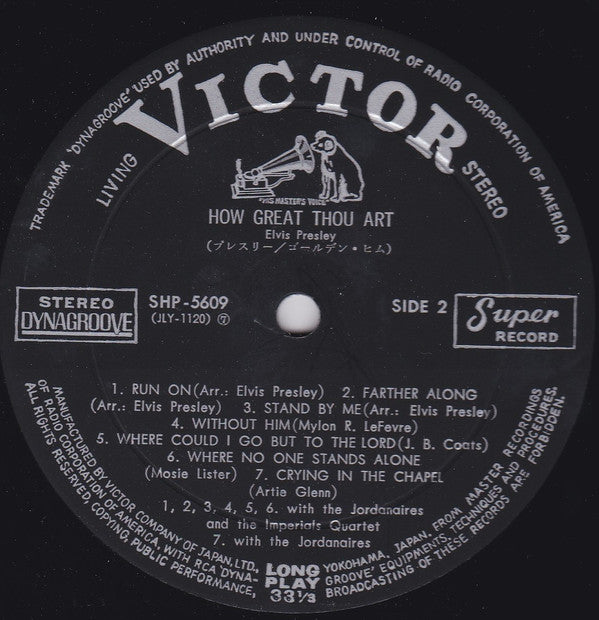 TRADEMARK 'DYNAGROOVE' USED BY AUTHORITY AND UNDER CONTROL OF RADIO CORPORATION OF AMERICA
LIVING
VICTOR
STEREO
"HIS MASTER'S VOICE"
HOW GREAT THOU ART
Elvis Presley
(プレスリー/ゴールデン・ヒム)
STEREO
DYNAGROOVE
SHP-5609
(JLY-1120) ⑦
SIDE 2
Super
RECORD
1. RUN ON (Arr.: Elvis Presley) 2. FARTHER ALONG
(Arr.: Elvis Presley) 3. STAND BY ME (Arr.: Elvis Presley)
4. WITHOUT HIM (Mylon R. LeFevre)
5. WHERE COULD I GO BUT TO THE LORD (J. B. Coats)
6. WHERE NO ONE STANDS ALONE
(Mosie Lister) 7. CRYING IN THE CHAPEL
(Artie Glenn)
1, 2, 3, 4, 5, 6. with the Jordanaires
and the Imperials Quartet
7. with the Jordanaires
MANUFACTURED BY VICTOR COMPANY OF JAPAN, LTD., YOKOHAMA, JAPAN, FROM MASTER RECORDINGS
OF RADIO CORPORATION OF AMERICA, WITH RCA 'DYNA-GROOVE' EQUIPMENTS, TECHNIQUES AND PROCEDURES.
ALL RIGHTS RESERVED, COPYING, PUBLIC PERFORMANCE, BROADCASTING OF THESE RECORDS ARE FORBIDDEN.
LONG
PLAY
33 1/3